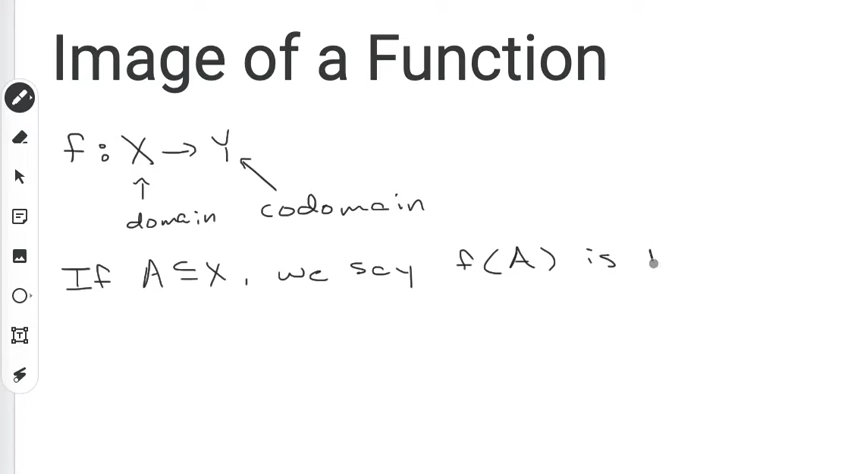 Image of a Function
f : X → Y
domain codomain
If A ⊆ X, we say f(A) is